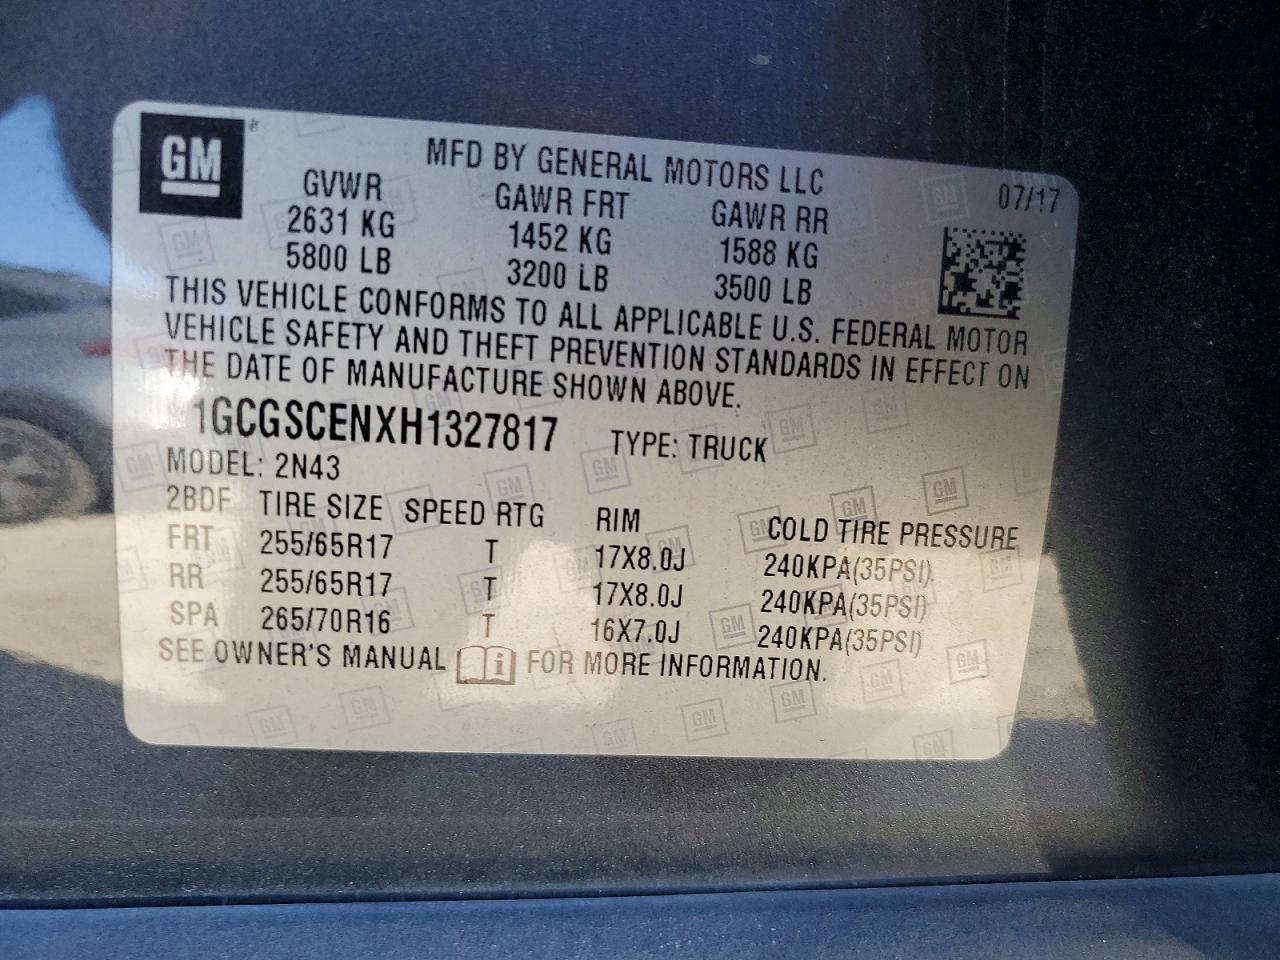 GM
MFD BY GENERAL MOTORS LLC
07/17
GVWR GAWR FRT GAWR RR
2631 KG 1452 KG 1588 KG
5800 LB 3200 LB 3500 LB
THIS VEHICLE CONFORMS TO ALL APPLICABLE U.S. FEDERAL MOTOR
VEHICLE SAFETY AND THEFT PREVENTION STANDARDS IN EFFECT ON
THE DATE OF MANUFACTURE SHOWN ABOVE.
1GCGSCENXH1327817 TYPE: TRUCK
MODEL: 2N43
2BDF TIRE SIZE SPEED RTG RIM COLD TIRE PRESSURE
FRT 255/65R17 T 17X8.0J 240KPA(35PSI)
RR 255/65R17 T 17X8.0J 240KPA(35PSI)
SPA 265/70R16 T 16X7.0J 240KPA(35PSI)
SEE OWNER'S MANUAL i FOR MORE INFORMATION.